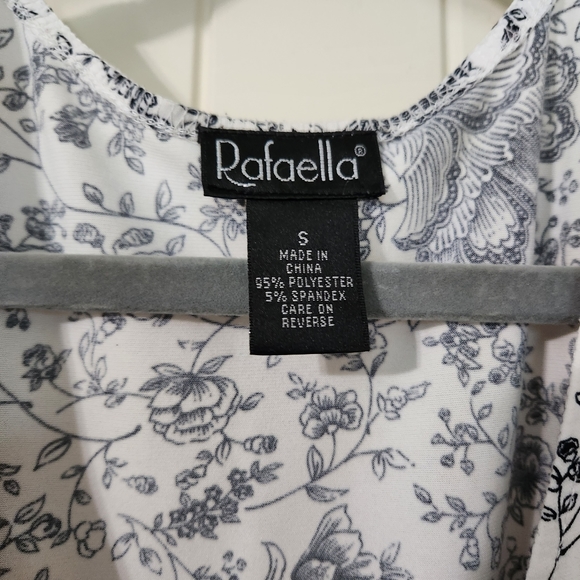 Rafaella®
S
MADE IN
CHINA
95% POLYESTER
5% SPANDEX
CARE ON
REVERSE